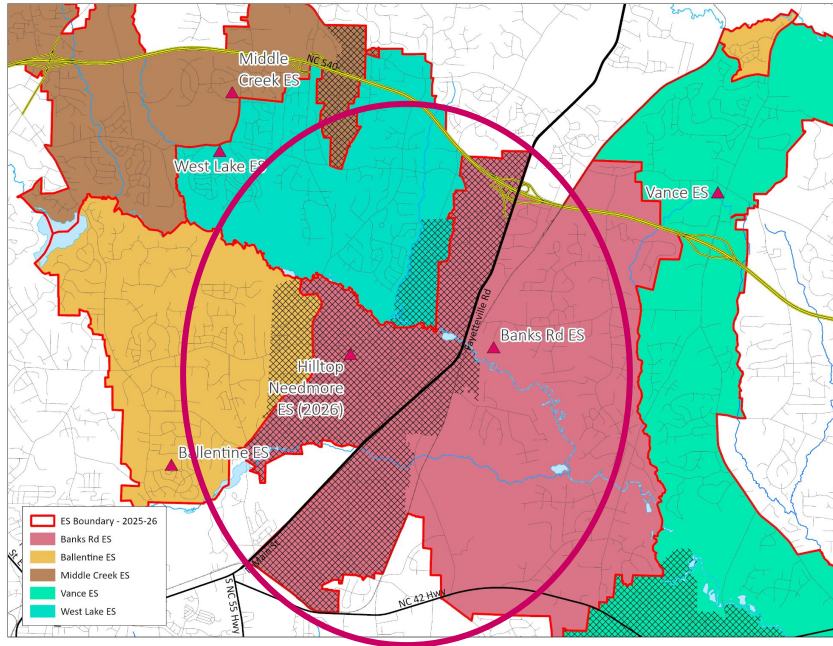 NC 540
Middle
Creek ES
West Lake ES
Vance ES
Fayetteville Rd
Banks Rd ES
Hilltop
Needmore
ES (2026)
Ballentine ES
Main St
S NC 55 Hwy
NC 42 Hwy
ES Boundary - 2025-26
Banks Rd ES
Ballentine ES
Middle Creek ES
Vance ES
West Lake ES